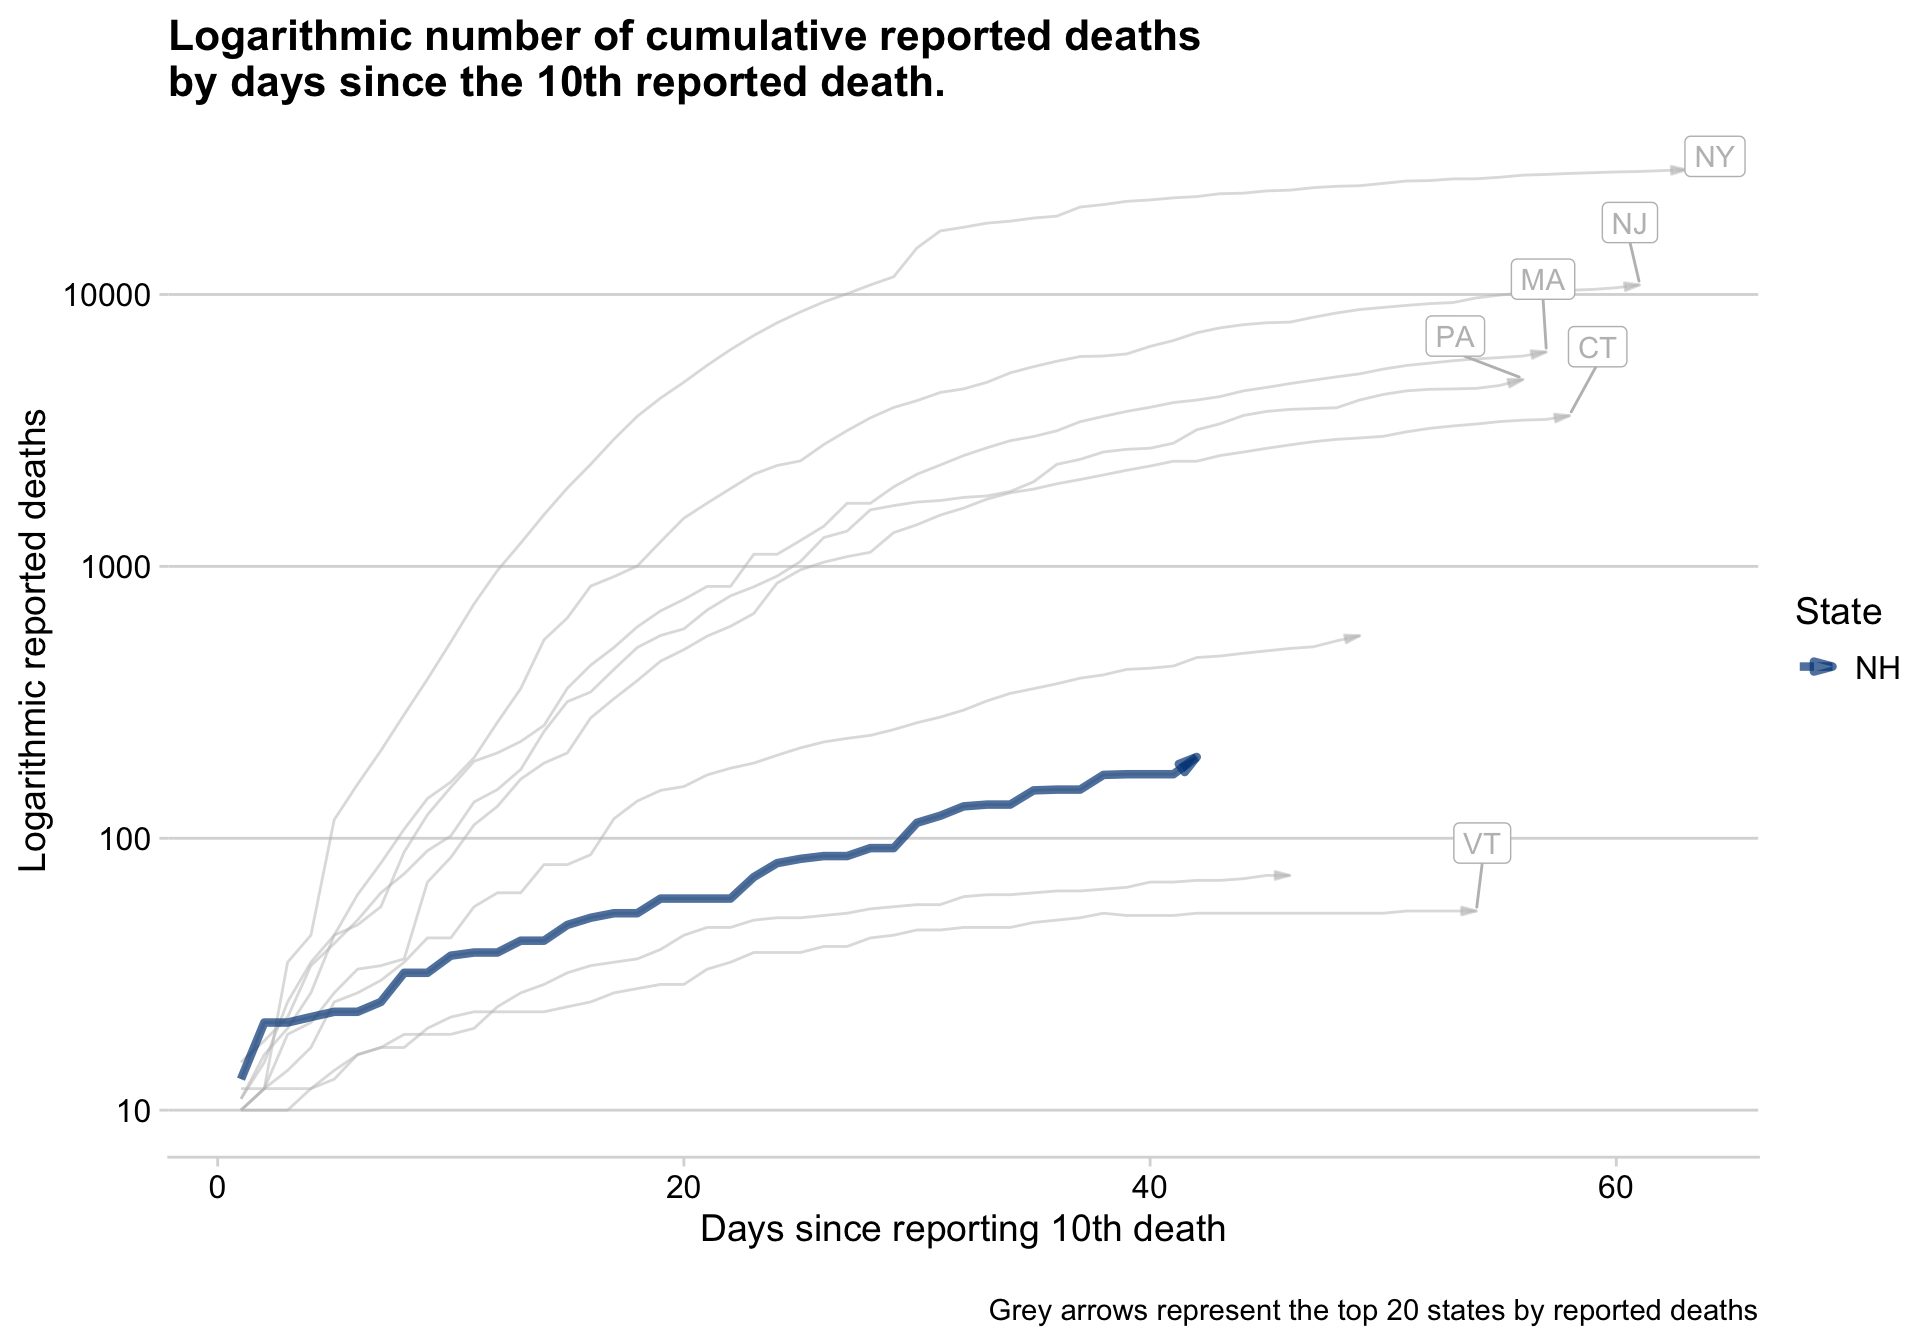 Logarithmic number of cumulative reported deaths
by days since the 10th reported death.
NY
NJ
MA
PA
CT
VT
10000
1000
100
10
Logarithmic reported deaths
0
20
40
60
Days since reporting 10th death
State
NH
Grey arrows represent the top 20 states by reported deaths